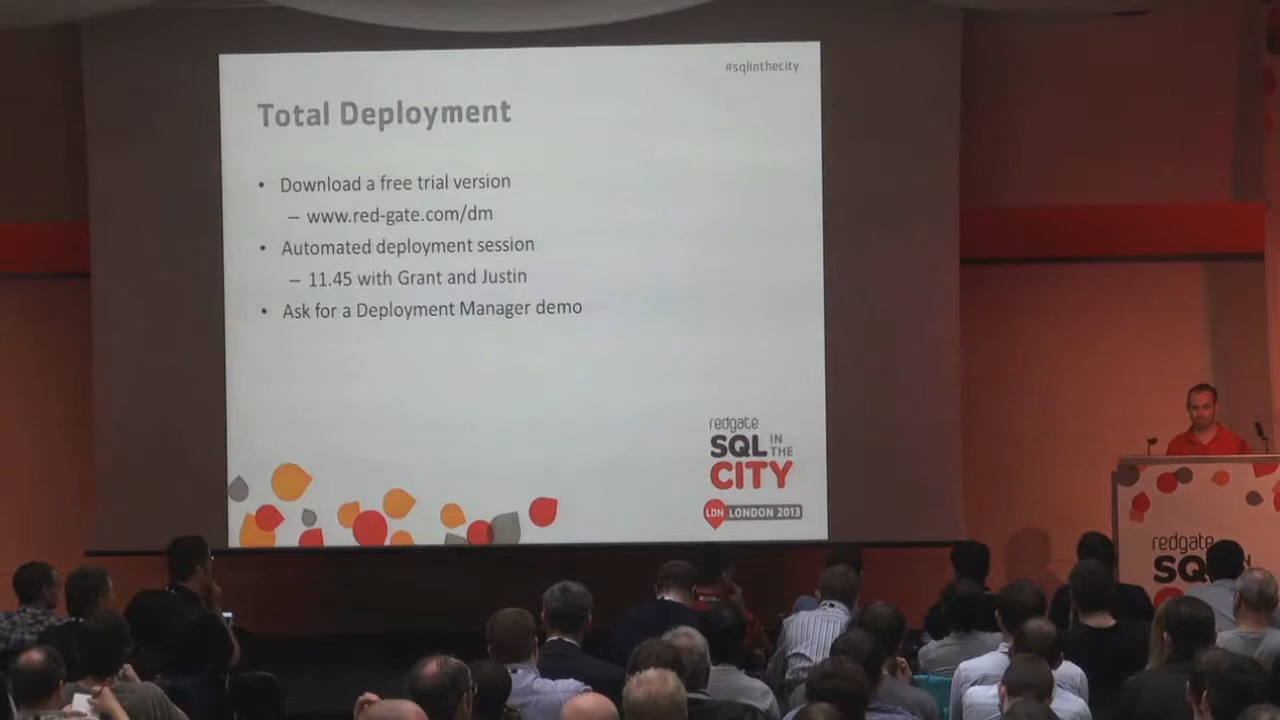 #sqlinthecity
Total Deployment
• Download a free trial version
– www.red-gate.com/dm
• Automated deployment session
– 11.45 with Grant and Justin
• Ask for a Deployment Manager demo
redgate
SQL IN THE
CITY
LDN LONDON 2013
redgate